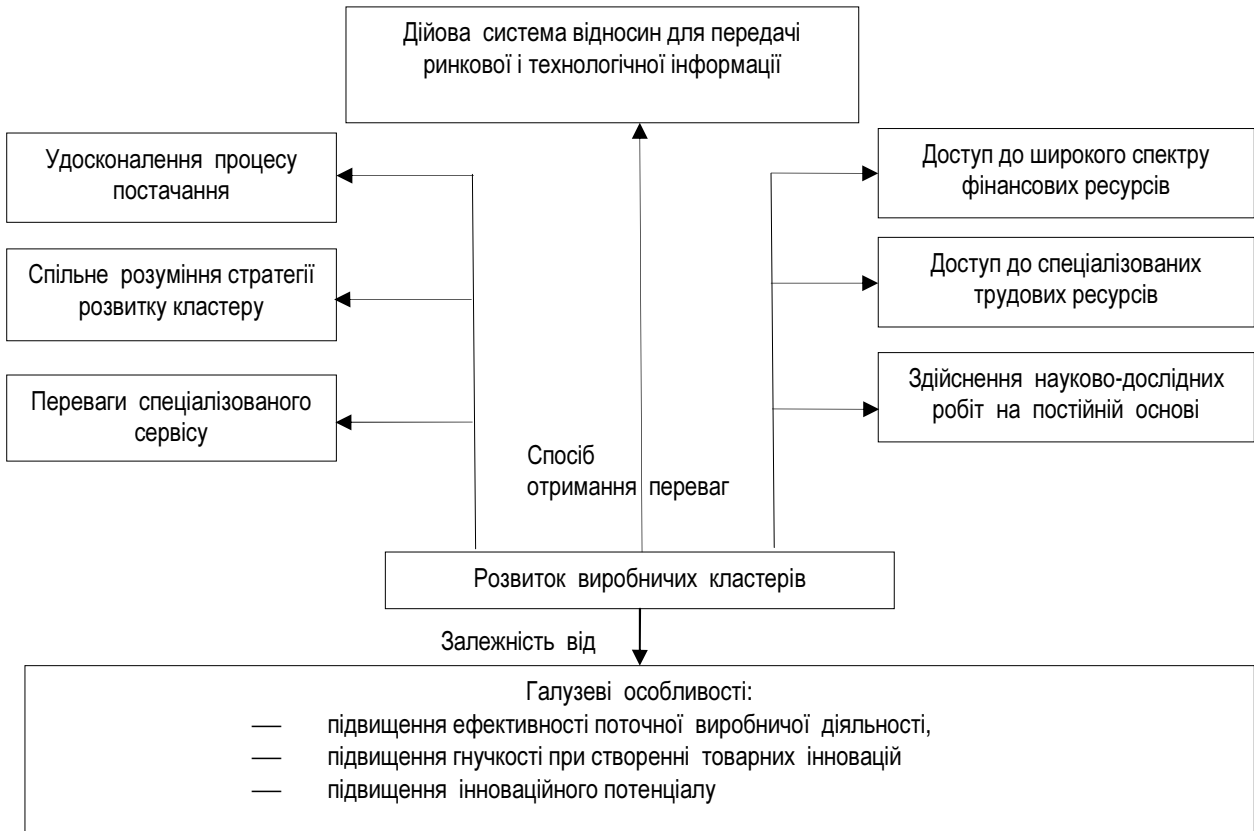 Дійова система відносин для передачі
ринкової і технологічної інформації
Удосконалення процесу
постачання
Спільне розуміння стратегії
розвитку кластеру
Переваги спеціалізованого
сервісу
Доступ до широкого спектру
фінансових ресурсів
Доступ до спеціалізованих
трудових ресурсів
Здійснення науково-дослідних
робіт на постійній основі
Спосіб
отримання переваг
Розвиток виробничих кластерів
Залежність від
Галузеві особливості:
— підвищення ефективності поточної виробничої діяльності,
— підвищення гнучкості при створенні товарних інновацій
— підвищення інноваційного потенціалу